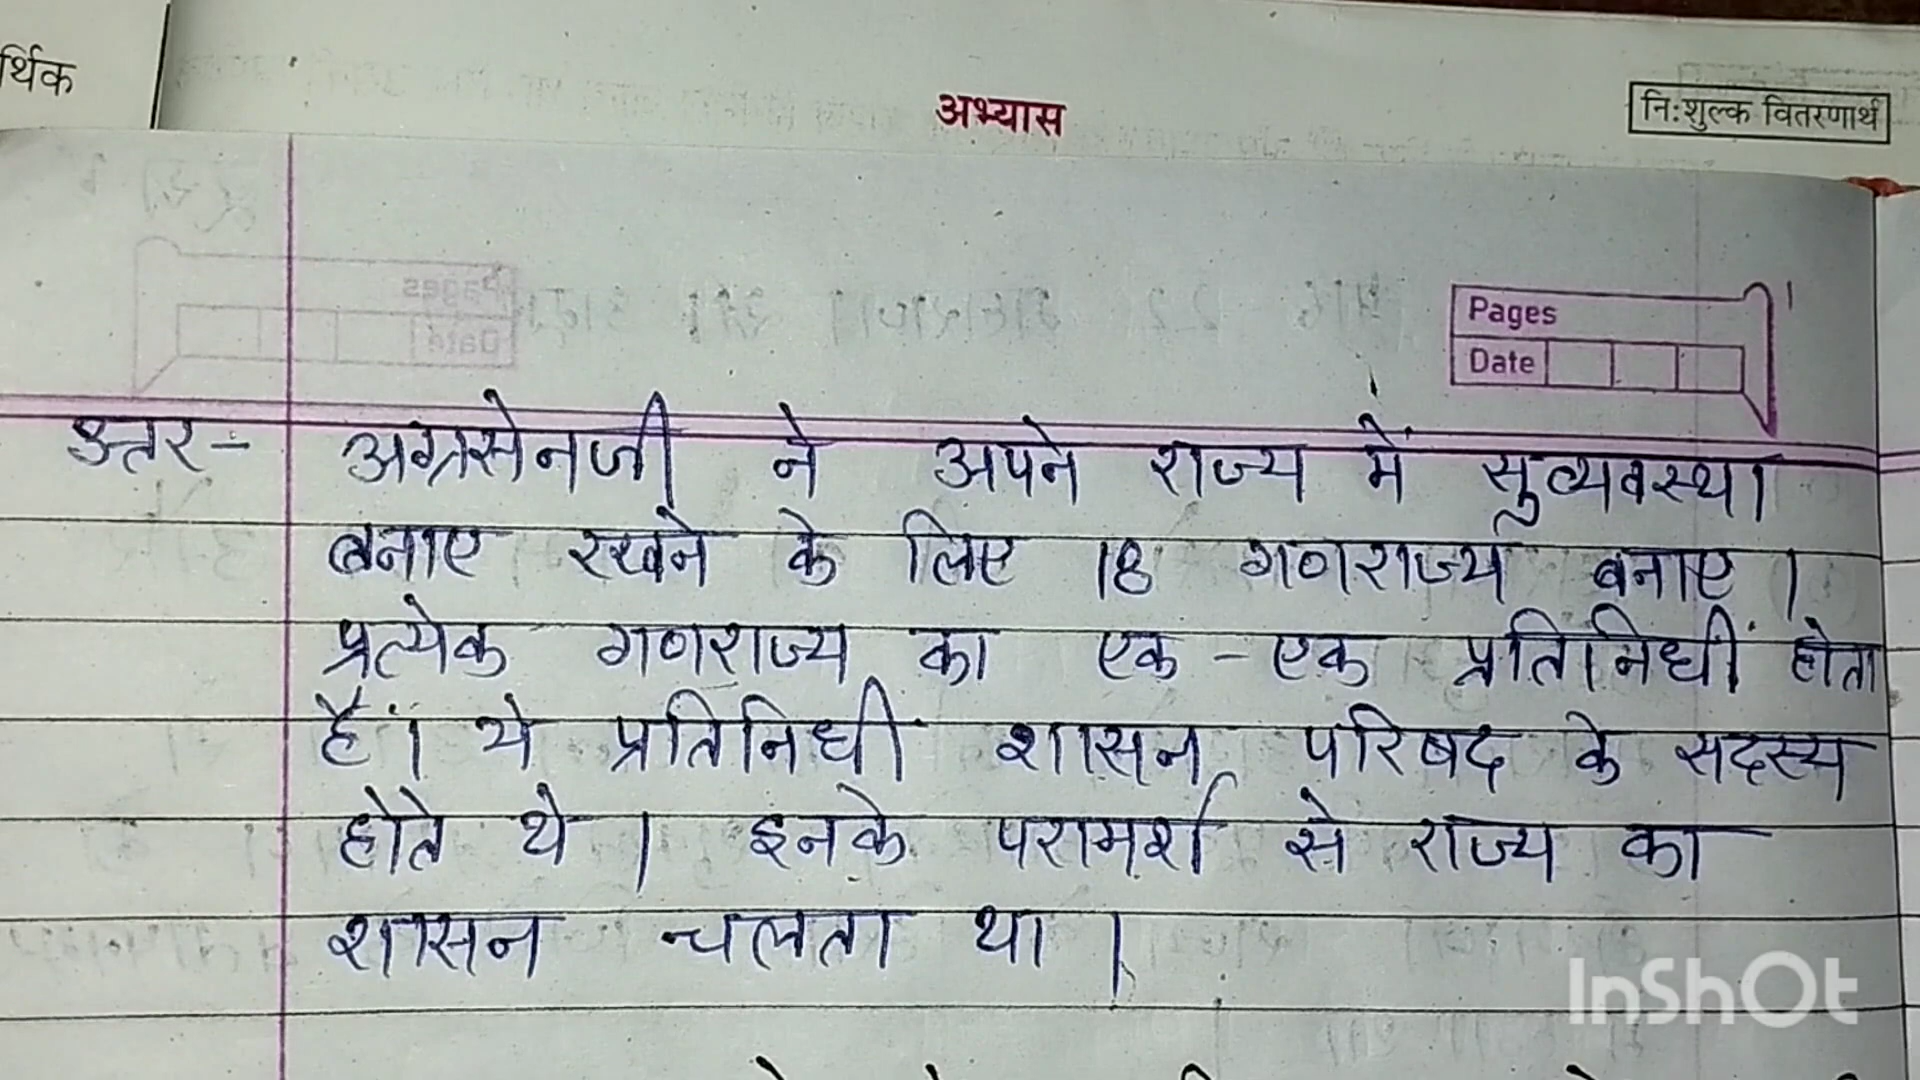 र्थिक
अभ्यास
नि:शुल्क वितरणार्थ
Pages
Date
उत्तर- अग्रसेनजी ने अपने राज्य में सुव्यवस्था
बनाए रखने के लिए 18 गणराज्य बनाए ।
प्रत्येक गणराज्य का एक-एक प्रतिनिधी होता
है। ये प्रतिनिधी शासन परिषद के सदस्य
होते थे । इनके परामर्श से राज्य का
शासन चलता था ।
InShOt